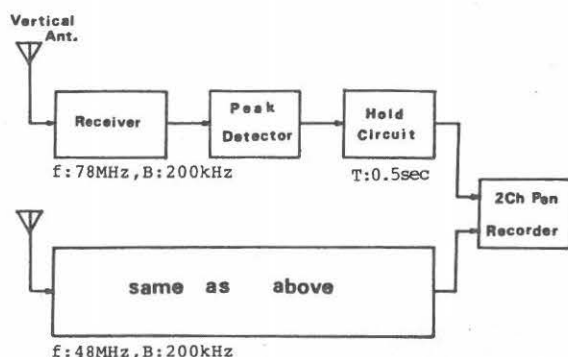 Vertical
Ant.
Receiver
Peak
Detector
Hold
Circuit
f:78MHz,B:200kHz
T:0.5sec
2Ch Pen
Recorder
same as above
f:48MHz,B:200kHz